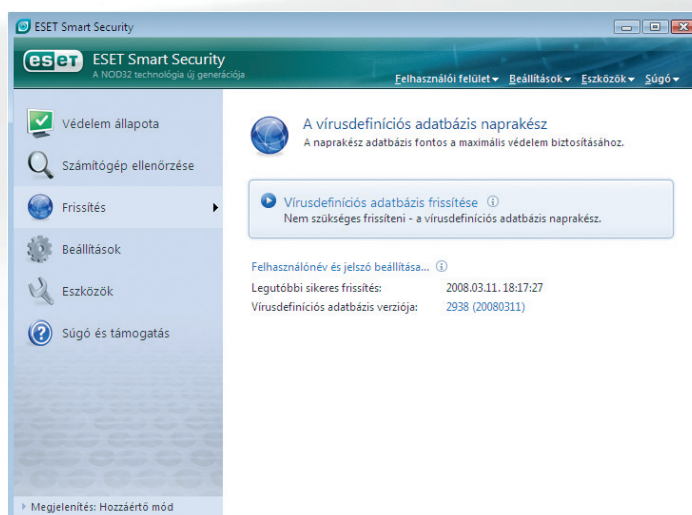 ESET Smart Security
eset
ESET Smart Security
A NOD32 technológia új generációja
Felhasználói felület Beállítások Eszközök Súgó
Védelem állapota
Számítógép ellenőrzése
Frissítés
Beállítások
Eszközök
Súgó és támogatás
A vírusdefiníciós adatbázis naprakész
A naprakész adatbázis fontos a maximális védelem biztosításához.
Vírusdefiníciós adatbázis frissítése
Nem szükséges frissíteni - a vírusdefiníciós adatbázis naprakész.
Felhasználónév és jelszó beállítása...
Legutóbbi sikeres frissítés: 2008.03.11. 18:17:27
Vírusdefiníciós adatbázis verziója: 2938 (20080311)
Megjelenítés: Hozzáértő mód